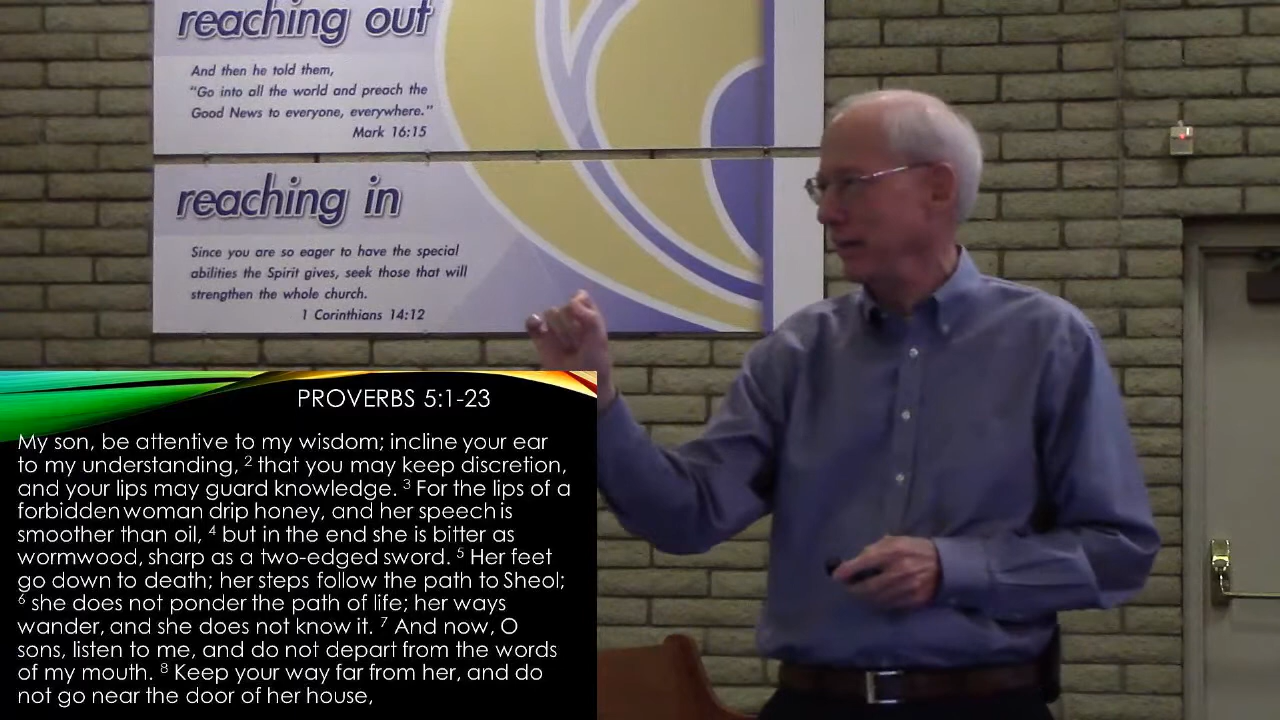 reaching out
And then he told them,
"Go into all the world and preach the
Good News to everyone, everywhere."
Mark 16:15
reaching in
Since you are so eager to have the special
abilities the Spirit gives, seek those that will
strengthen the whole church.
1 Corinthians 14:12
PROVERBS 5:1-23
My son, be attentive to my wisdom; incline your ear
to my understanding, 2 that you may keep discretion,
and your lips may guard knowledge. 3 For the lips of a
forbidden woman drip honey, and her speech is
smoother than oil, 4 but in the end she is bitter as
wormwood, sharp as a two-edged sword. 5 Her feet
go down to death; her steps follow the path to Sheol;
6 she does not ponder the path of life; her ways
wander, and she does not know it. 7 And now, O
sons, listen to me, and do not depart from the words
of my mouth. 8 Keep your way far from her, and do
not go near the door of her house,